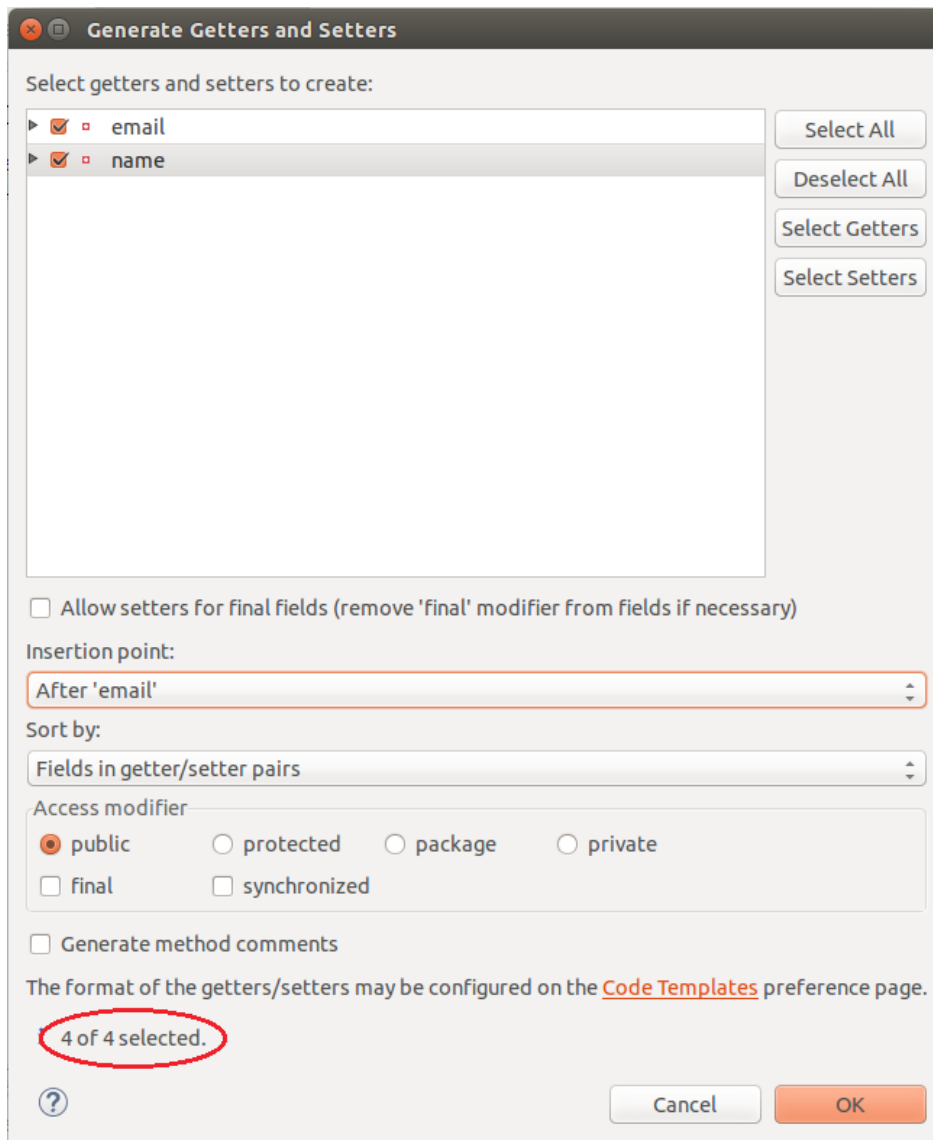 Generate Getters and Setters
Select getters and setters to create:
email
name
Select All
Deselect All
Select Getters
Select Setters
Allow setters for final fields (remove 'final' modifier from fields if necessary)
Insertion point:
After 'email'
Sort by:
Fields in getter/setter pairs
Access modifier
public protected package private
final synchronized
Generate method comments
The format of the getters/setters may be configured on the Code Templates preference page.
4 of 4 selected.
? Cancel OK